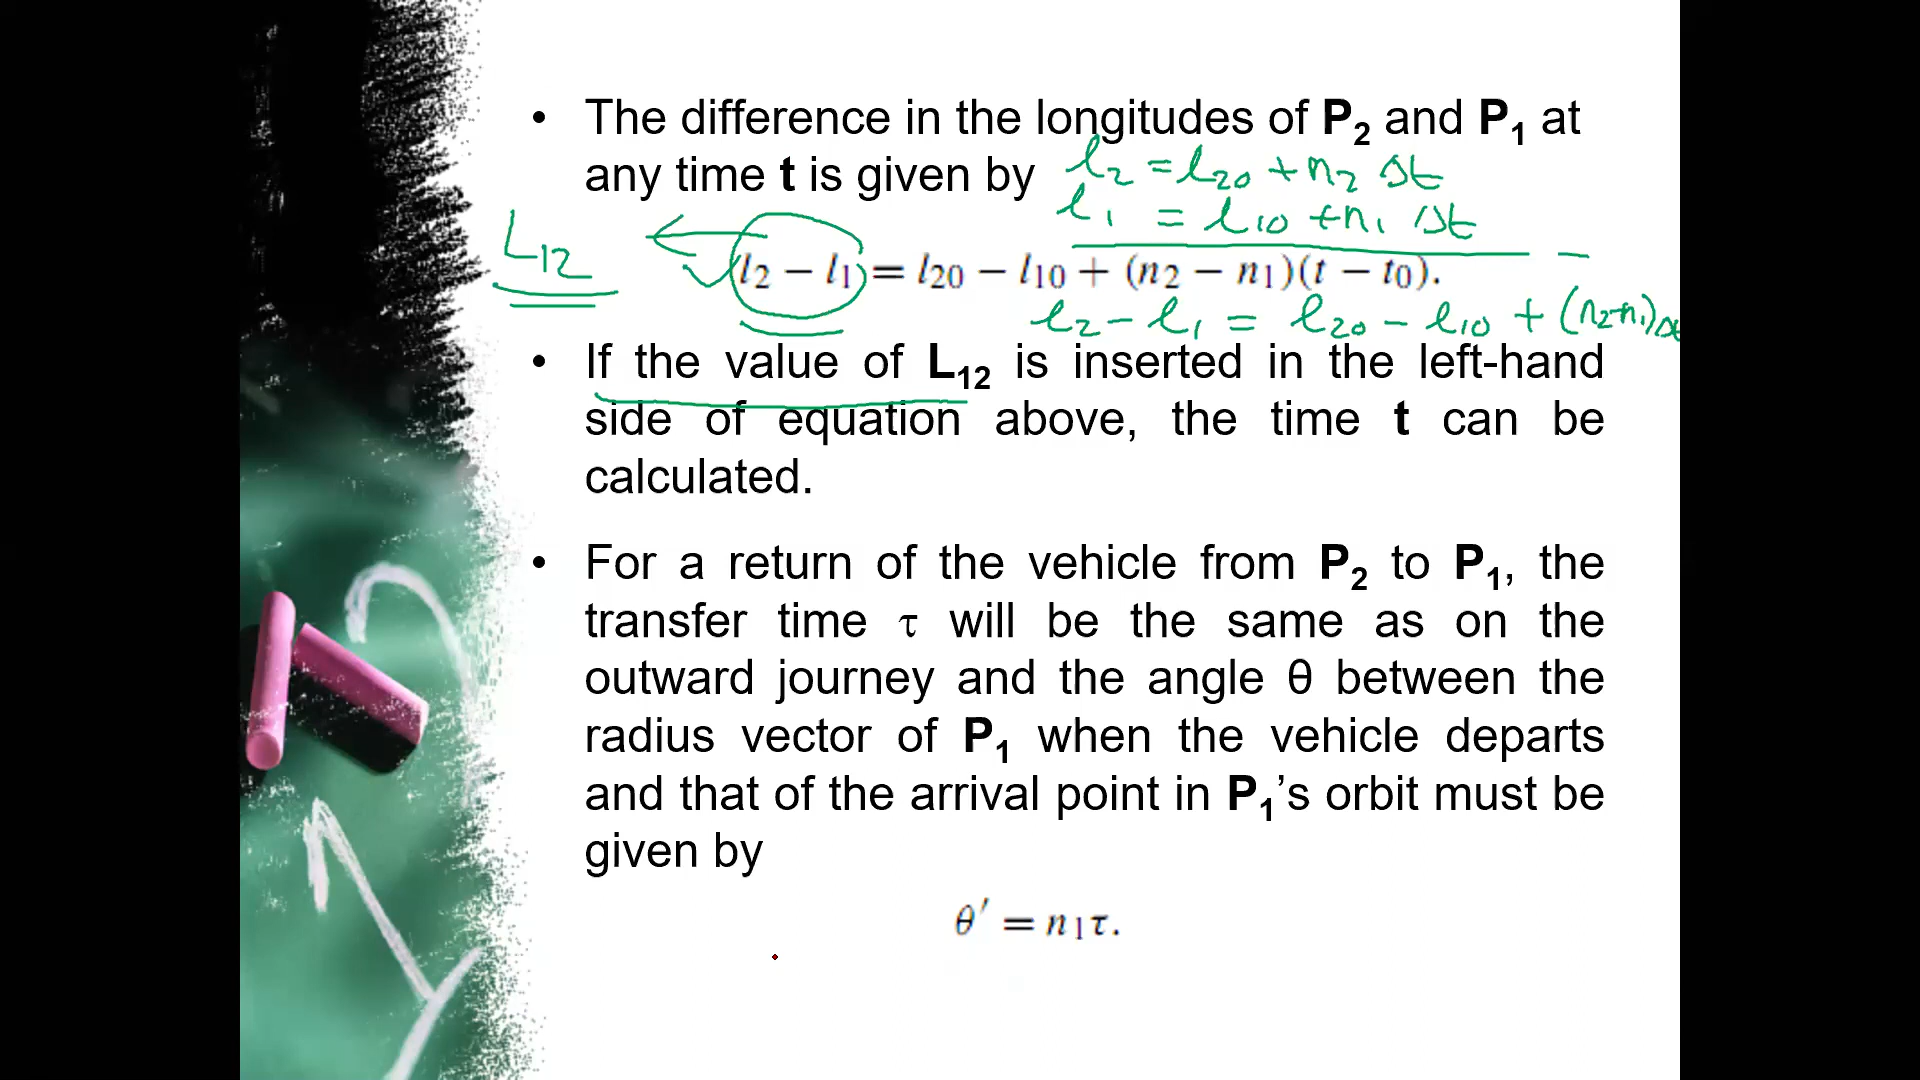 • The difference in the longitudes of P₂ and P₁ at
any time t is given by
l₂ = l₂₀ + n₂ Δt
l₁ = l₁₀ + n₁ Δt
L₁₂
l₂ − l₁ = l₂₀ − l₁₀ + (n₂ − n₁)(t − t₀).
l₂ − l₁ = l₂₀ − l₁₀ + (n₂-n₁)Δt
• If the value of L₁₂ is inserted in the left-hand
side of equation above, the time t can be
calculated.
• For a return of the vehicle from P₂ to P₁, the
transfer time τ will be the same as on the
outward journey and the angle θ between the
radius vector of P₁ when the vehicle departs
and that of the arrival point in P₁’s orbit must be
given by
θ′ = n₁τ.